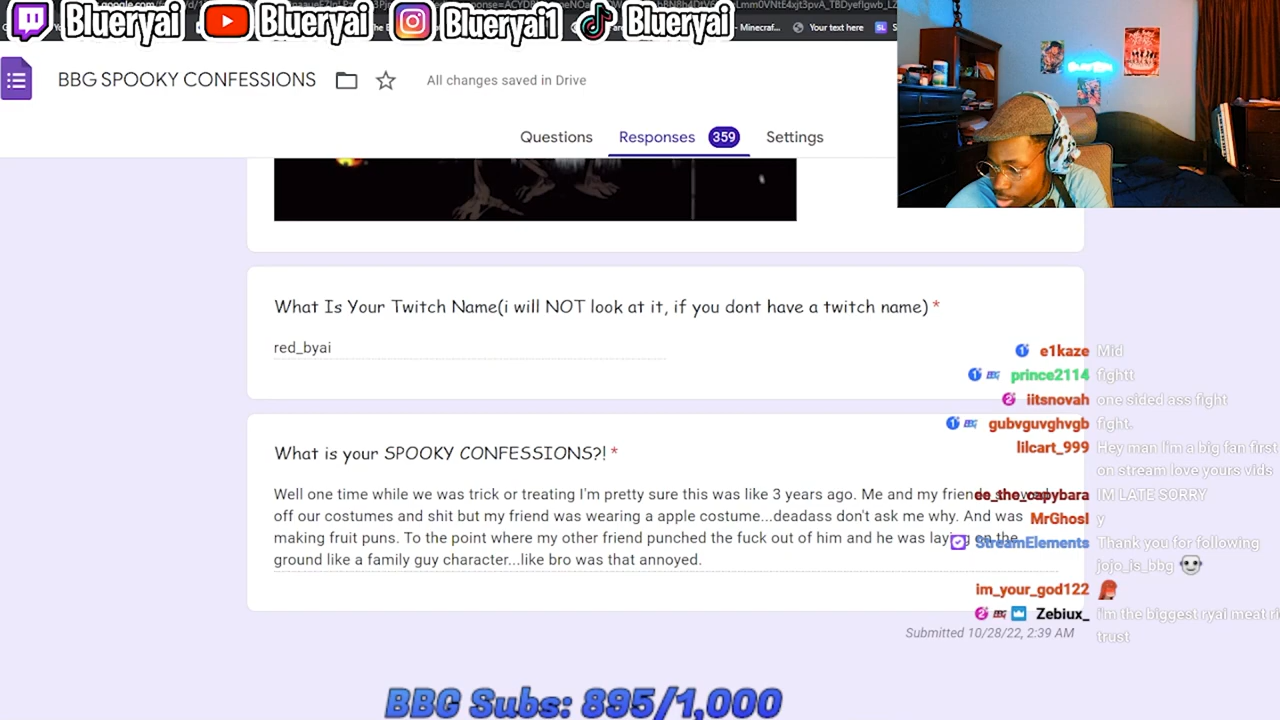 Blueryai Blueryai Blueryai1 Blueryai
Minecraf... Your text here
BBG SPOOKY CONFESSIONS All changes saved in Drive
Questions Responses 359 Settings
What Is Your Twitch Name(i will NOT look at it, if you dont have a twitch name) *
red_byai
What is your SPOOKY CONFESSIONS?! *
Well one time while we was trick or treating I'm pretty sure this was like 3 years ago. Me and my friends
off our costumes and shit but my friend was wearing a apple costume...deadass don't ask me why. And was
making fruit puns. To the point where my other friend punched the fuck out of him and he was laying on the
ground like a family guy character...like bro was that annoyed.
Submitted 10/28/22, 2:39 AM
e1kaze Mid
prince2114 fightt
iitsnovah one sided ass fight
gubvguvghvgb fight.
lilcart_999 Hey man I'm a big fan first
on stream love yours vids
ee_the_capybara IM LATE SORRY
MrGhosl
y
StreamElements Thank you for following
jojo_is_bbg
im_your_god122
Zebiux_ i'm the biggest ryai meat ri
trust
BBG Subs: 895/1,000